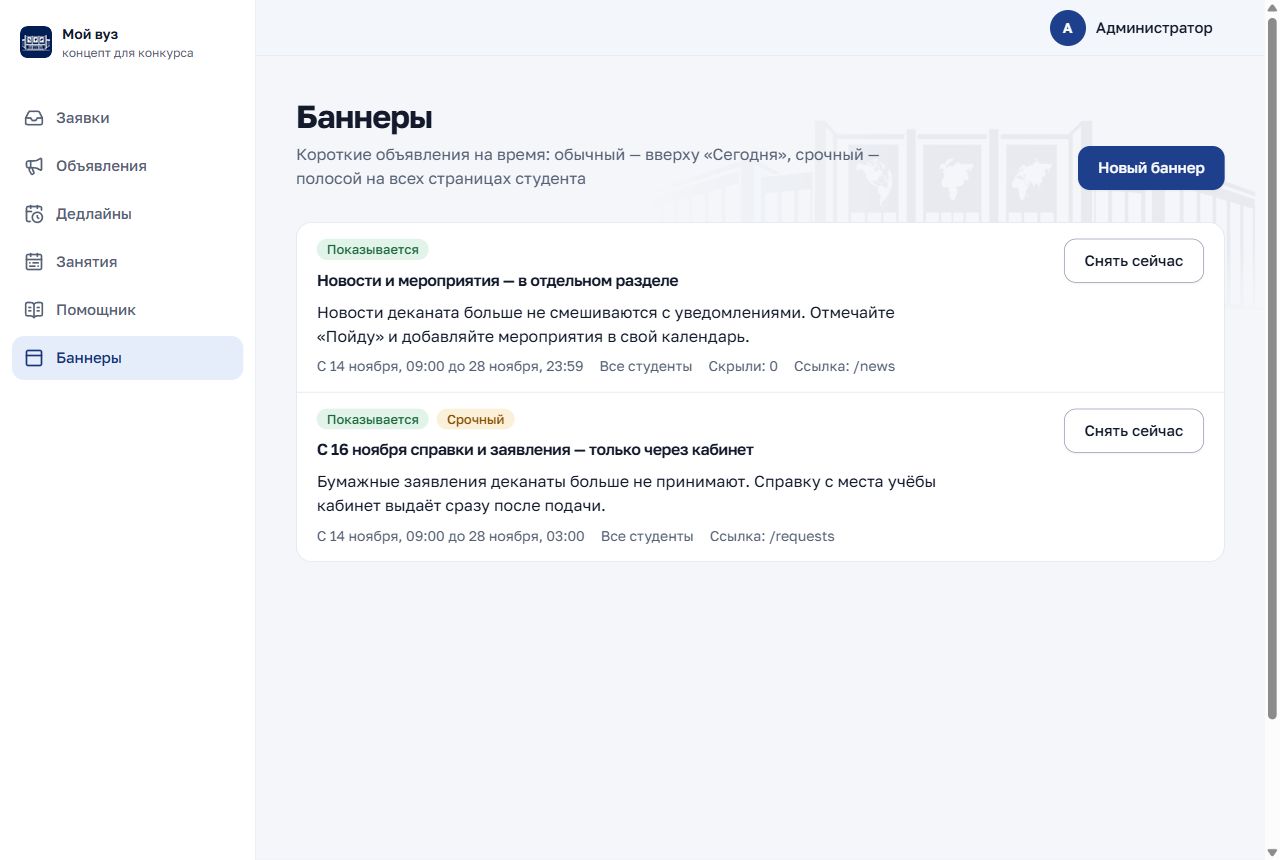 Мой вуз
концепт для конкурса
Заявки
Объявления
Дедлайны
Занятия
Помощник
Баннеры
А Администратор
Баннеры
Короткие объявления на время: обычный — вверху «Сегодня», срочный —
полосой на всех страницах студента
Новый баннер
Показывается
Снять сейчас
Новости и мероприятия — в отдельном разделе
Новости деканата больше не смешиваются с уведомлениями. Отмечайте
«Пойду» и добавляйте мероприятия в свой календарь.
С 14 ноября, 09:00 до 28 ноября, 23:59 Все студенты Скрыли: 0 Ссылка: /news
Показывается Срочный
Снять сейчас
С 16 ноября справки и заявления — только через кабинет
Бумажные заявления деканаты больше не принимают. Справку с места учёбы
кабинет выдаёт сразу после подачи.
С 14 ноября, 09:00 до 28 ноября, 03:00 Все студенты Ссылка: /requests